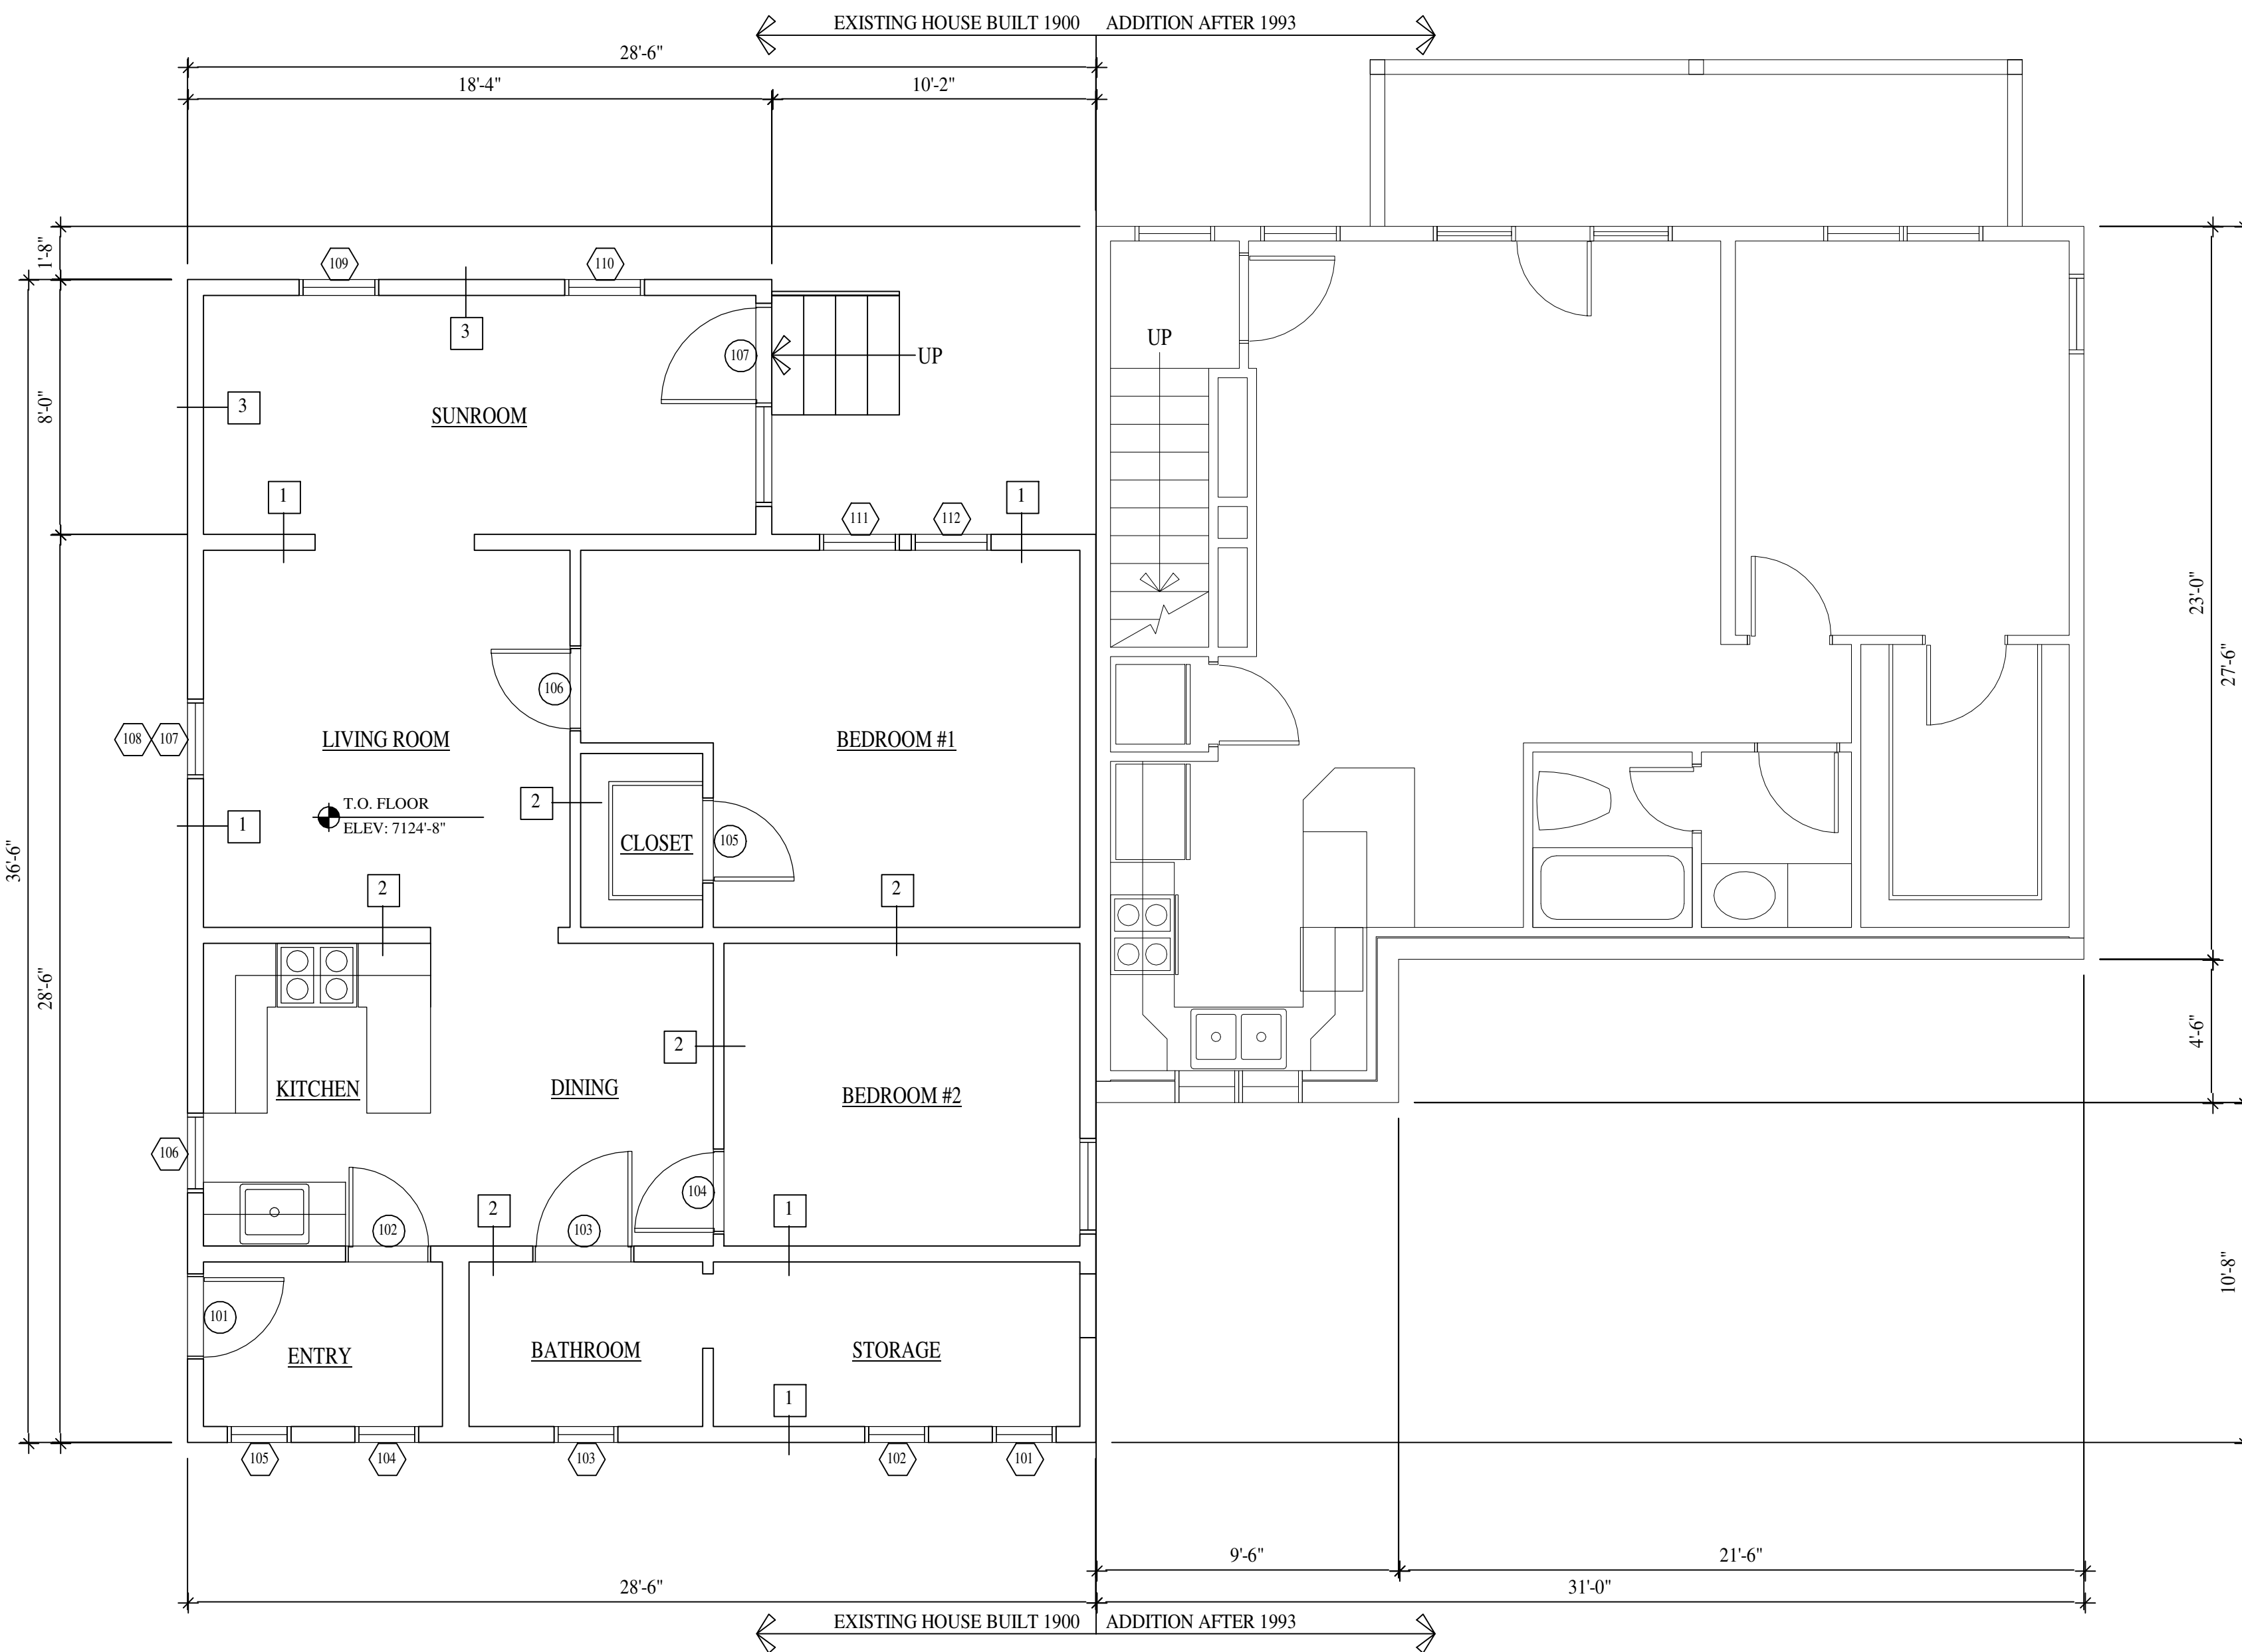 EXISTING HOUSE BUILT 1900 ADDITION AFTER 1993
28'-6"
18'-4" 10'-2"
1'-8"
109 110
3
107 UP
UP
3
8'-0"
SUNROOM
1 1
111 112
23'-0"
27'-6"
106
108 107 LIVING ROOM BEDROOM #1
2
T.O. FLOOR
ELEV: 7124'-8"
1
CLOSET 105
36'-6"
2 2
28'-6"
4'-6"
2
KITCHEN DINING BEDROOM #2
106
104
2 1
102 103
10'-8"
101
ENTRY BATHROOM STORAGE
1
105 104 103 102 101
9'-6" 21'-6"
28'-6" 31'-0"
EXISTING HOUSE BUILT 1900 ADDITION AFTER 1993